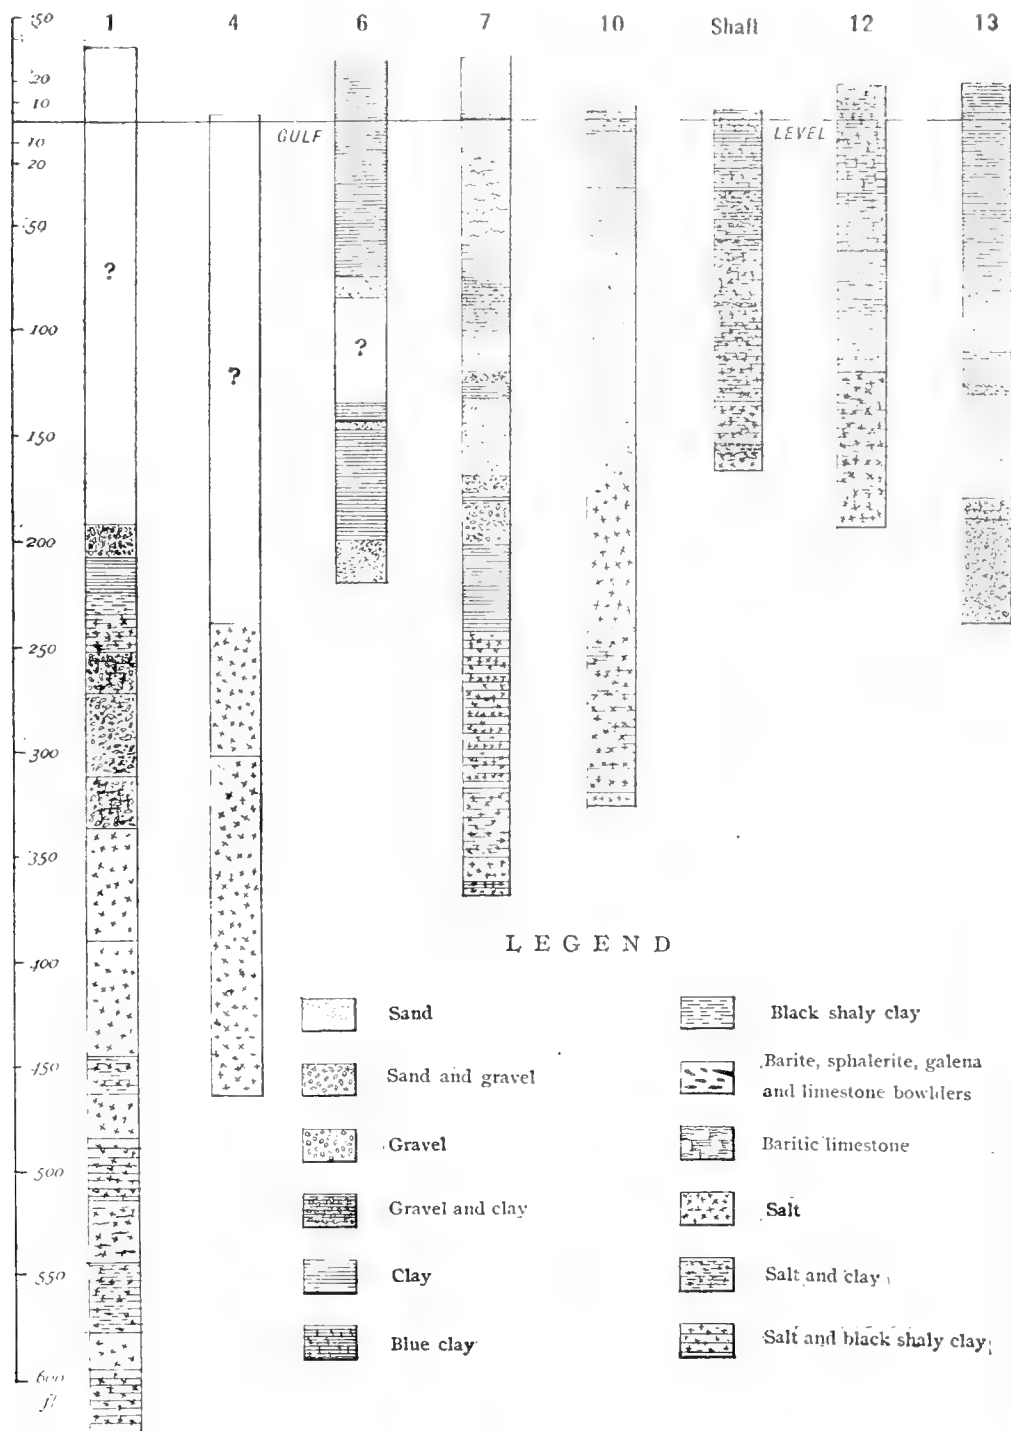 50 1 4 6 7 10 Shaft 12 13
20
10
GULF LEVEL
10
20
50
?
100
?
?
150
200
250
300
350
LEGEND
400
Sand
Black shaly clay
Sand and gravel
Barite, sphalerite, galena
and limestone bowlders
450
Gravel
Baritic limestone
500
Gravel and clay
Salt
550
Clay
Salt and clay
Blue clay
Salt and black shaly clay
600
ft